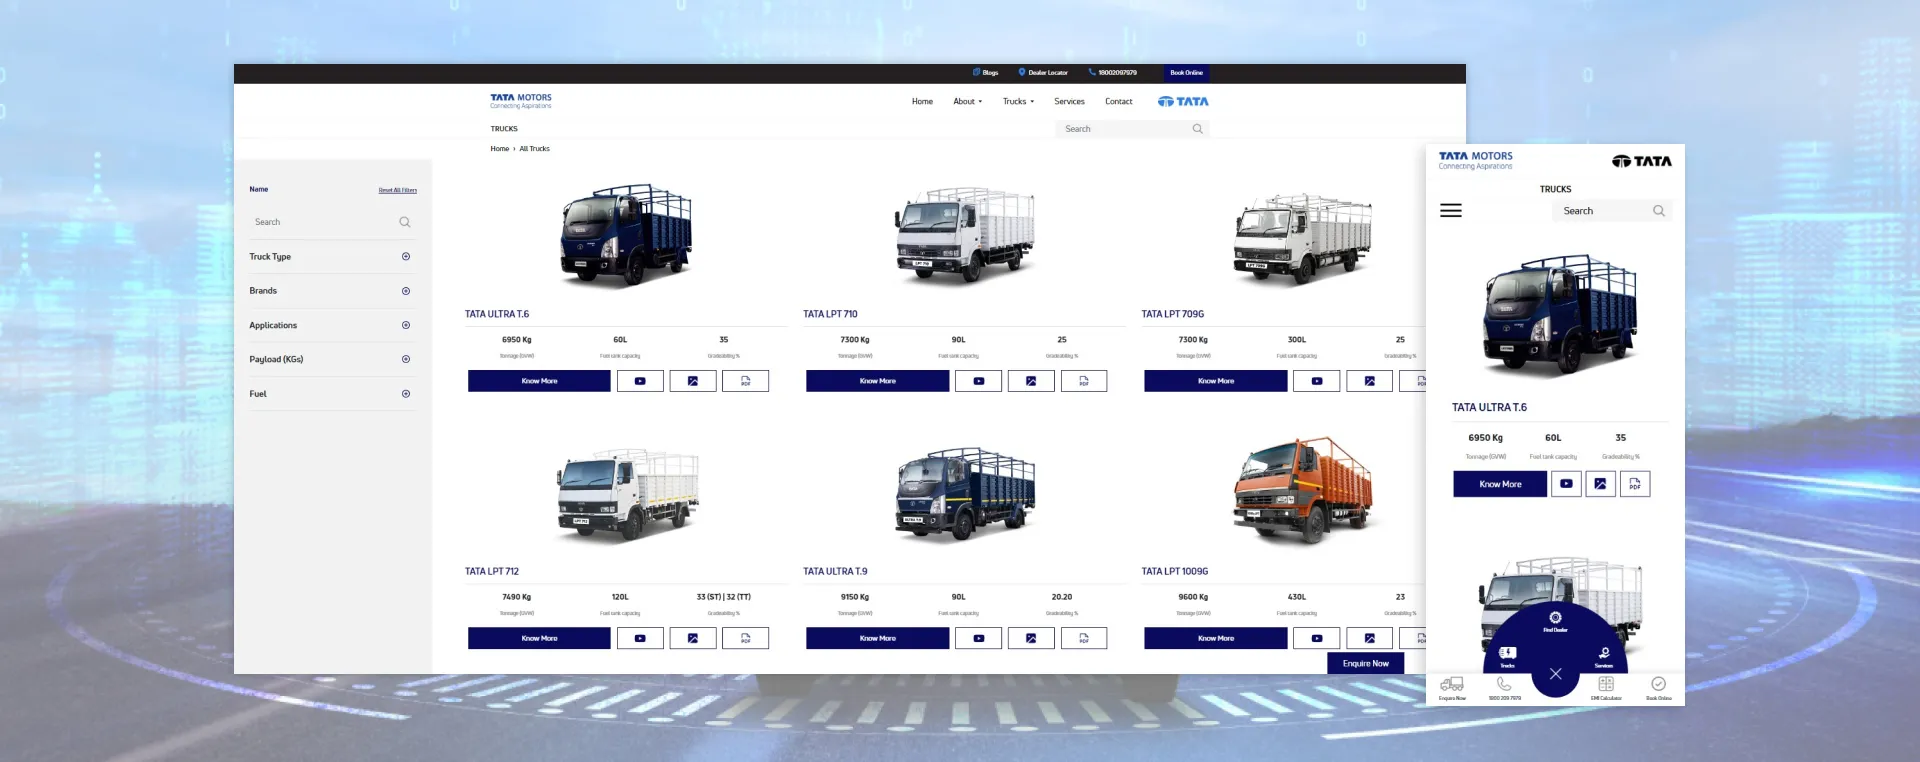 Blogs Dealer Locator 18002097979 Book Online
TATA MOTORS
Connecting Aspirations
Home About Trucks Services Contact TATA
TRUCKS Search
Home › All Trucks
Name Reset All Filters
Search
Truck Type
Brands
Applications
Payload (KGs)
Fuel
TATA ULTRA T.6
6950 Kg 60L 35
Tonnage (GVW) Fuel tank capacity Gradeability %
Know More PDF
LPT 710
TATA LPT 710
7300 Kg 90L 25
Tonnage (GVW) Fuel tank capacity Gradeability %
Know More PDF
LPT 709G
TATA LPT 709G
7300 Kg 300L 25
Tonnage (GVW) Fuel tank capacity Gradeability %
Know More
LPT 712
TATA LPT 712
7490 Kg 120L 33 (ST) | 32 (TT)
Tonnage (GVW) Fuel tank capacity Gradeability %
Know More PDF
ULTRA T.9
TATA ULTRA T.9
9150 Kg 90L 20.20
Tonnage (GVW) Fuel tank capacity Gradeability %
Know More PDF
TATA LPT 1009G
9600 Kg 430L 23
Tonnage (GVW) Fuel tank capacity Gradeability %
Know More
Enquire Now
TATA MOTORS
Connecting Aspirations
TATA
TRUCKS
Search
TATA ULTRA T.6
6950 Kg 60L 35
Tonnage (GVW) Fuel tank capacity Gradeability %
Know More PDF
Find Dealer
Trucks Services
Enquire Now 1800 209 7979 EMI Calculator Book Online